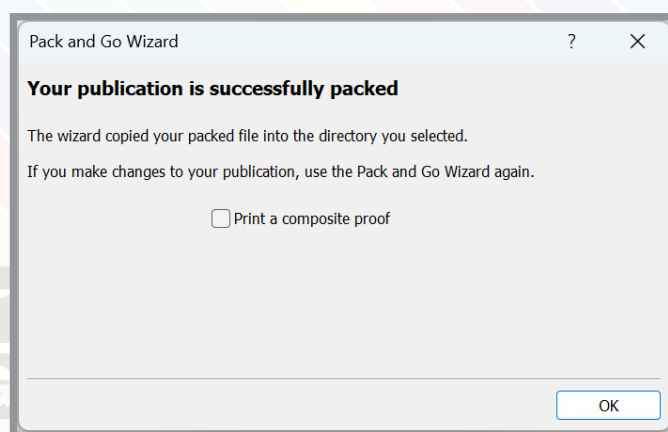 Pack and Go Wizard
?
Your publication is successfully packed
The wizard copied your packed file into the directory you selected.
If you make changes to your publication, use the Pack and Go Wizard again.
Print a composite proof
OK